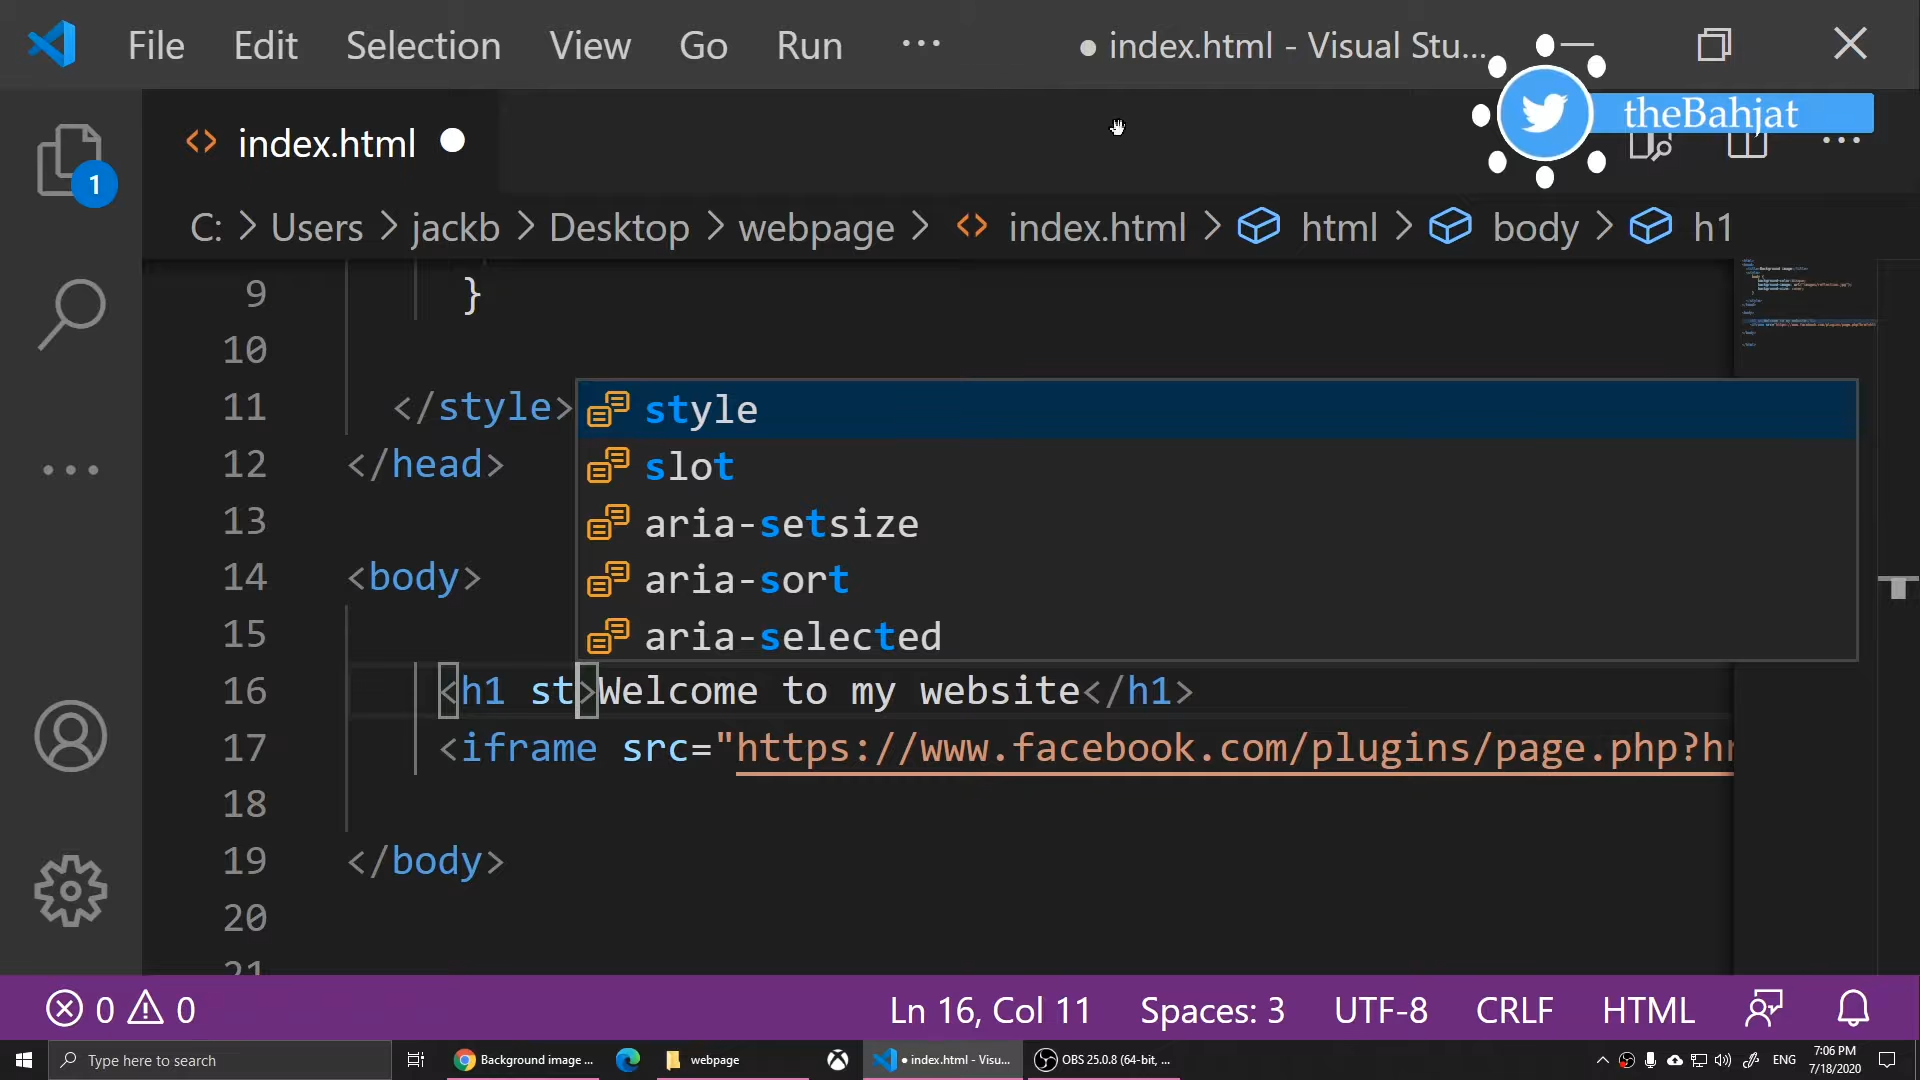 File Edit Selection View Go Run ... ● index.html - Visual Stu...
theBahjat
index.html
1
C: > Users > jackb > Desktop > webpage > index.html > html > body > h1
9 }
10
11 </style>
12 </head>
13
14 <body>
15
16 <h1 st>Welcome to my website</h1>
17 <iframe src="https://www.facebook.com/plugins/page.php?hr
18
19 </body>
20
21
style
slot
aria-setsize
aria-sort
aria-selected
0 0 Ln 16, Col 11 Spaces: 3 UTF-8 CRLF HTML
Type here to search Background image ... webpage ● index.html - Visu... OBS 25.0.8 (64-bit, ... ENG 7:06 PM
7/18/2020